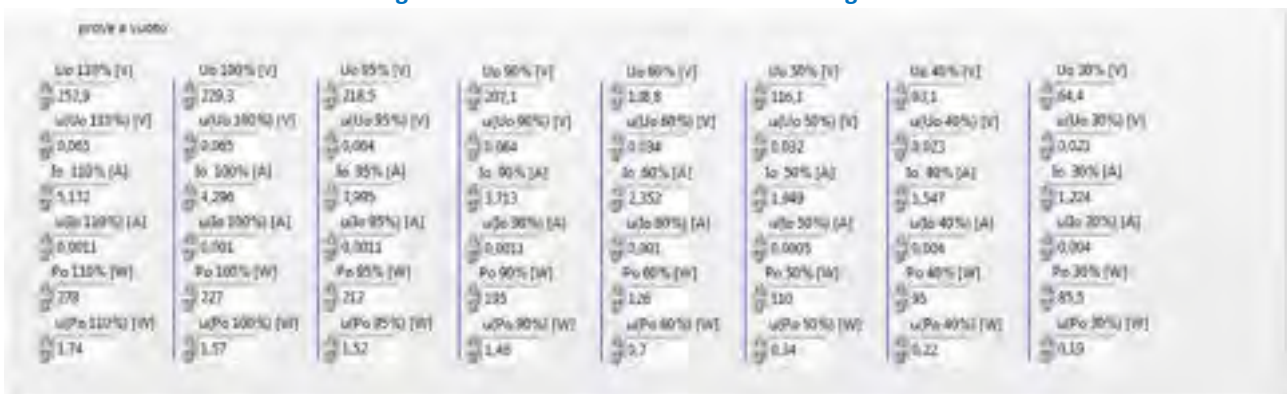 prove a vuoto
Uo 110% [V] Uo 100% [V] Uo 95% [V] Uo 90% [V] Uo 60% [V] Uo 50% [V] Uo 40% [V] Uo 30% [V]
252,9 229,3 218,5 207,1 138,8 116,1 64,4
u(Uo 110%) [V] u(Uo 100%) [V] u(Uo 95%) [V] u(Uo 90%) [V] u(Uo 60%) [V] u(Uo 50%) [V] u(Uo 40%) [V] u(Uo 30%) [V]
0,065 0,065 0,064 0,064 0,034 0,032 0,023 0,023
Io 110% [A] Io 100% [A] Io 95% [A] Io 90% [A] Io 60% [A] Io 50% [A] Io 40% [A] Io 30% [A]
5,132 4,296 3,995 3,713 2,352 1,949 1,547 1,224
u(Io 110%) [A] u(Io 100%) [A] u(Io 95%) [A] u(Io 90%) [A] u(Io 60%) [A] u(Io 50%) [A] u(Io 40%) [A] u(Io 30%) [A]
0,0011 0,001 0,0011 0,0011 0,001 0,0005 0,004 0,004
Po 110% [W] Po 100% [W] Po 95% [W] Po 90% [W] Po 60% [W] Po 50% [W] Po 40% [W] Po 30% [W]
278 227 212 195 126 110 95 85,5
u(Po 110%) [W] u(Po 100%) [W] u(Po 95%) [W] u(Po 90%) [W] u(Po 60%) [W] u(Po 50%) [W] u(Po 40%) [W] u(Po 30%) [W]
1,74 1,57 1,52 1,46 0,7 0,34 0,22 0,19